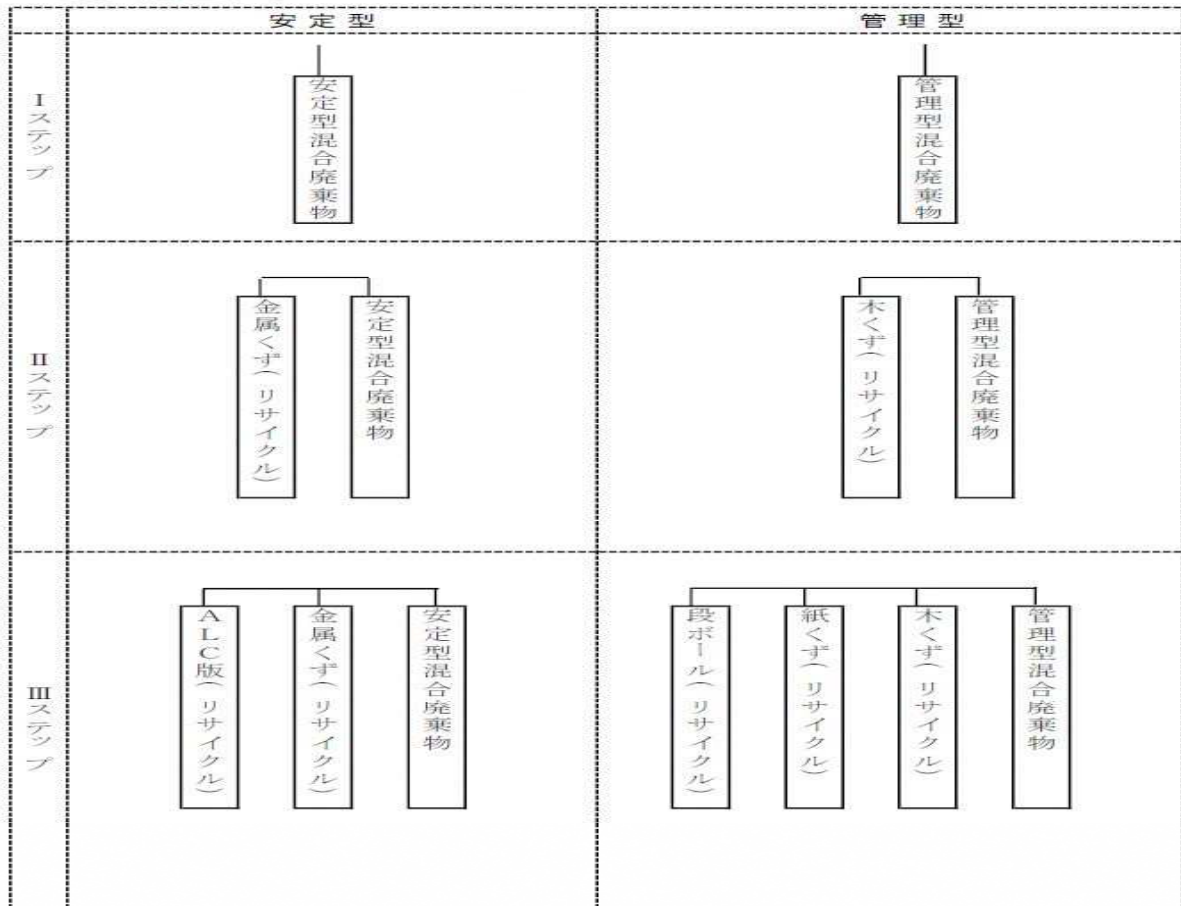 安定型
管理型
Ⅰステップ
安定型混合廃棄物
管理型混合廃棄物
Ⅱステップ
金属くず(リサイクル)
安定型混合廃棄物
木くず(リサイクル)
管理型混合廃棄物
Ⅲステップ
ALC版(リサイクル)
金属くず(リサイクル)
安定型混合廃棄物
段ボール(リサイクル)
紙くず(リサイクル)
木くず(リサイクル)
管理型混合廃棄物